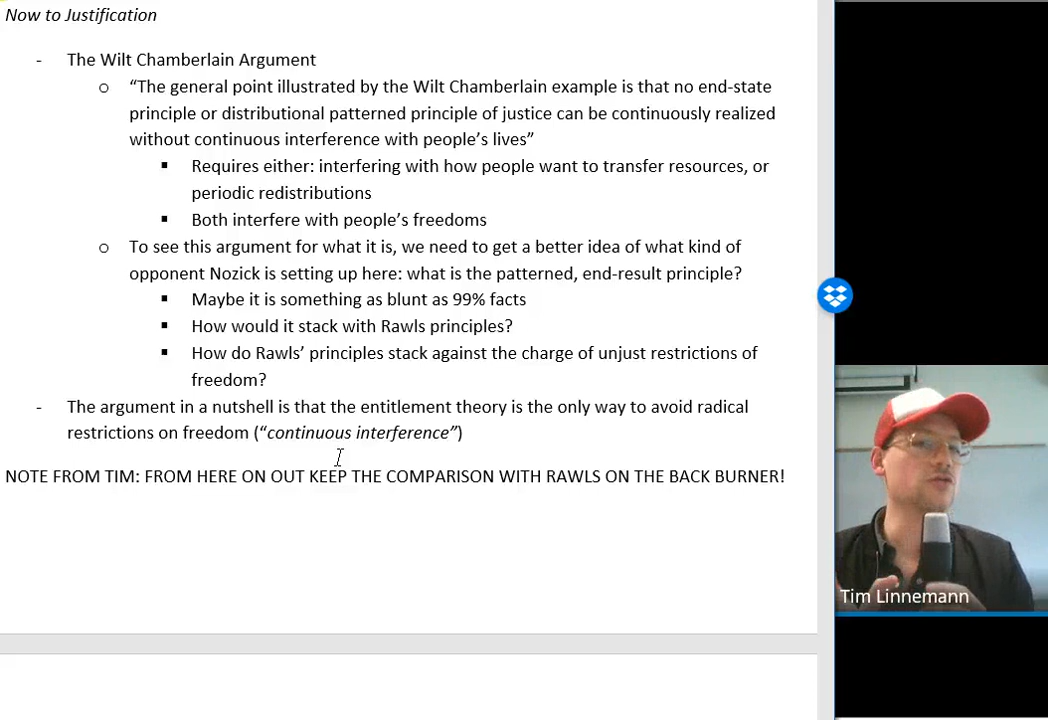 Now to Justification
- The Wilt Chamberlain Argument
o “The general point illustrated by the Wilt Chamberlain example is that no end-state
principle or distributional patterned principle of justice can be continuously realized
without continuous interference with people’s lives”
▪ Requires either: interfering with how people want to transfer resources, or
periodic redistributions
▪ Both interfere with people’s freedoms
o To see this argument for what it is, we need to get a better idea of what kind of
opponent Nozick is setting up here: what is the patterned, end-result principle?
▪ Maybe it is something as blunt as 99% facts
▪ How would it stack with Rawls principles?
▪ How do Rawls’ principles stack against the charge of unjust restrictions of
freedom?
- The argument in a nutshell is that the entitlement theory is the only way to avoid radical
restrictions on freedom (“continuous interference”)
NOTE FROM TIM: FROM HERE ON OUT KEEP THE COMPARISON WITH RAWLS ON THE BACK BURNER!
Tim Linnemann